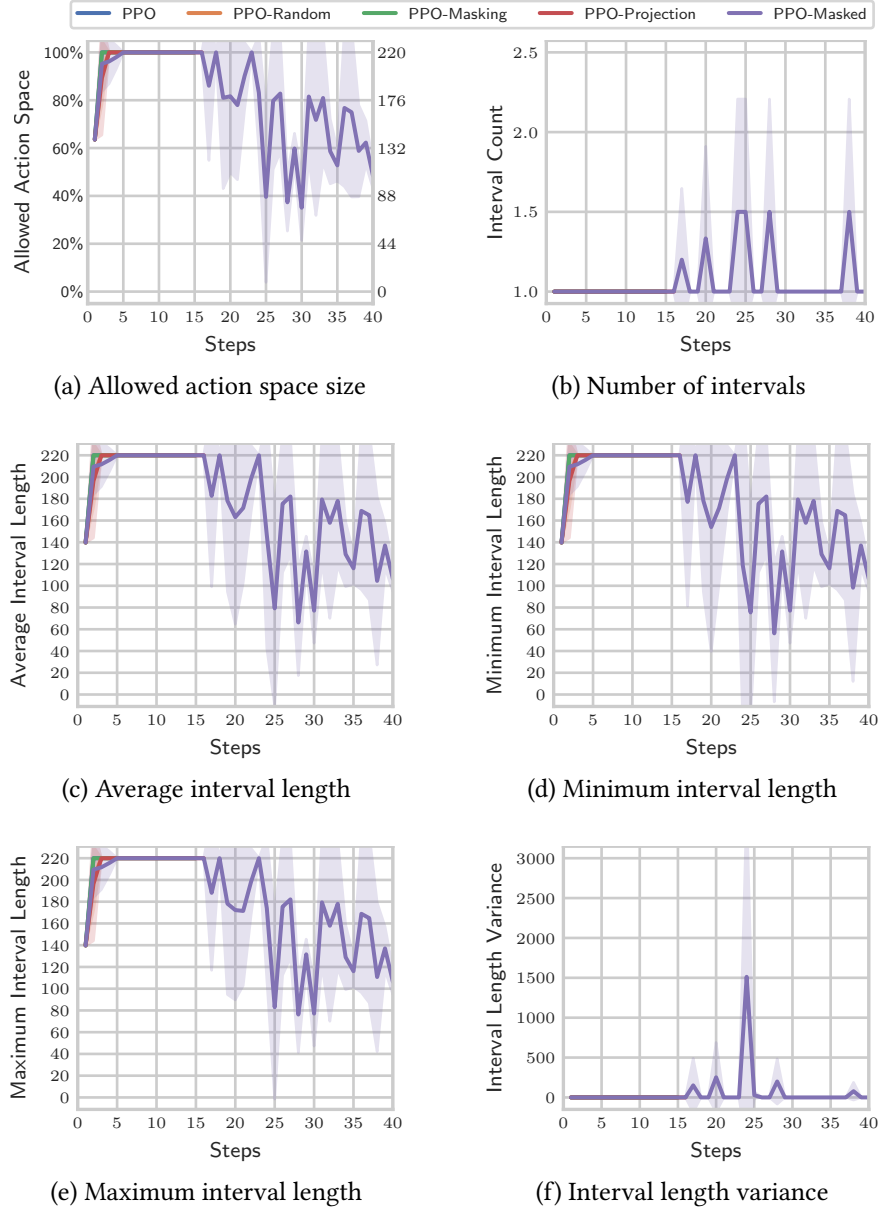 PPO PPO-Random PPO-Masking PPO-Projection PPO-Masked
Allowed Action Space
100% 220
80% 176
60% 132
40% 88
20% 44
0% 0
0 5 10 15 20 25 30 35 40
Steps
(a) Allowed action space size
Interval Count
2.5
2.0
1.5
1.0
0 5 10 15 20 25 30 35 40
Steps
(b) Number of intervals
Average Interval Length
220
200
180
160
140
120
100
80
60
40
20
0
0 5 10 15 20 25 30 35 40
Steps
(c) Average interval length
Minimum Interval Length
220
200
180
160
140
120
100
80
60
40
20
0
0 5 10 15 20 25 30 35 40
Steps
(d) Minimum interval length
Maximum Interval Length
220
200
180
160
140
120
100
80
60
40
20
0
0 5 10 15 20 25 30 35 40
Steps
(e) Maximum interval length
Interval Length Variance
3000
2500
2000
1500
1000
500
0
0 5 10 15 20 25 30 35 40
Steps
(f) Interval length variance